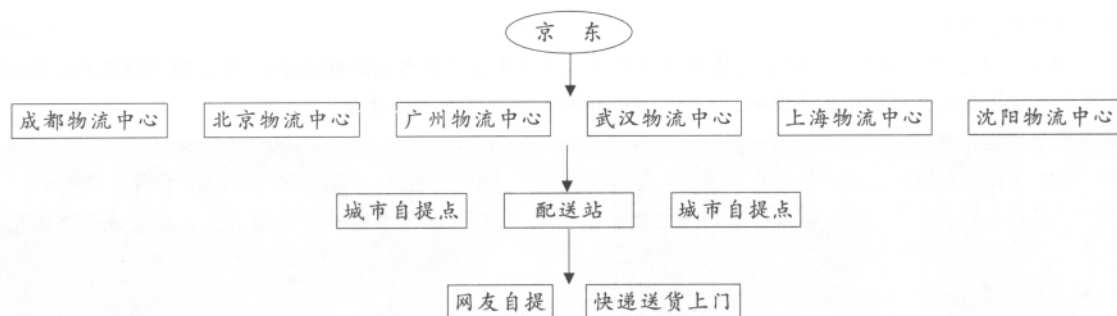 京 东
成都物流中心 北京物流中心 广州物流中心 武汉物流中心 上海物流中心 沈阳物流中心
城市自提点 配送站 城市自提点
网友自提 快递送货上门